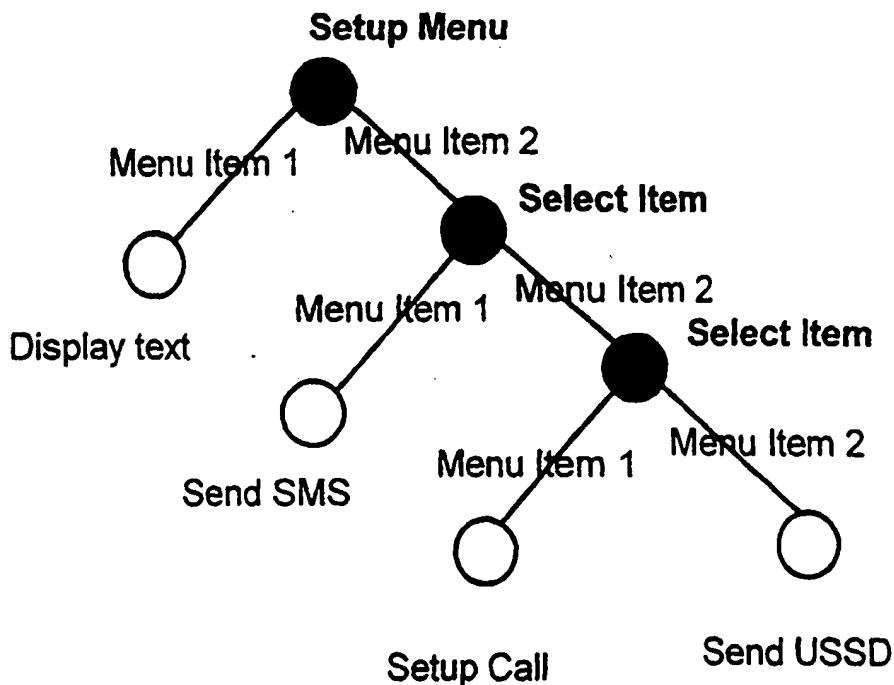 Setup Menu
Menu Item 1
Menu Item 2
Select Item
Menu Item 1
Menu Item 2
Display text
Select Item
Send SMS
Menu Item 1
Menu Item 2
Setup Call
Send USSD